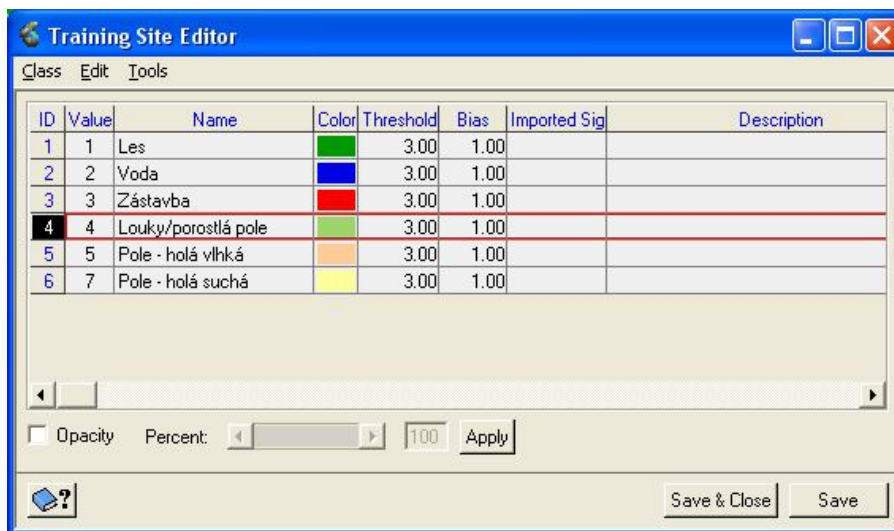 Training Site Editor
Class Edit Tools
ID Value Name Color Threshold Bias Imported Sig Description
1 1 Les 3.00 1.00
2 2 Voda 3.00 1.00
3 3 Zástavba 3.00 1.00
4 4 Louky/porostlá pole 3.00 1.00
5 5 Pole - holá vlhká 3.00 1.00
6 7 Pole - holá suchá 3.00 1.00
Opacity Percent: 100 Apply
? Save & Close Save